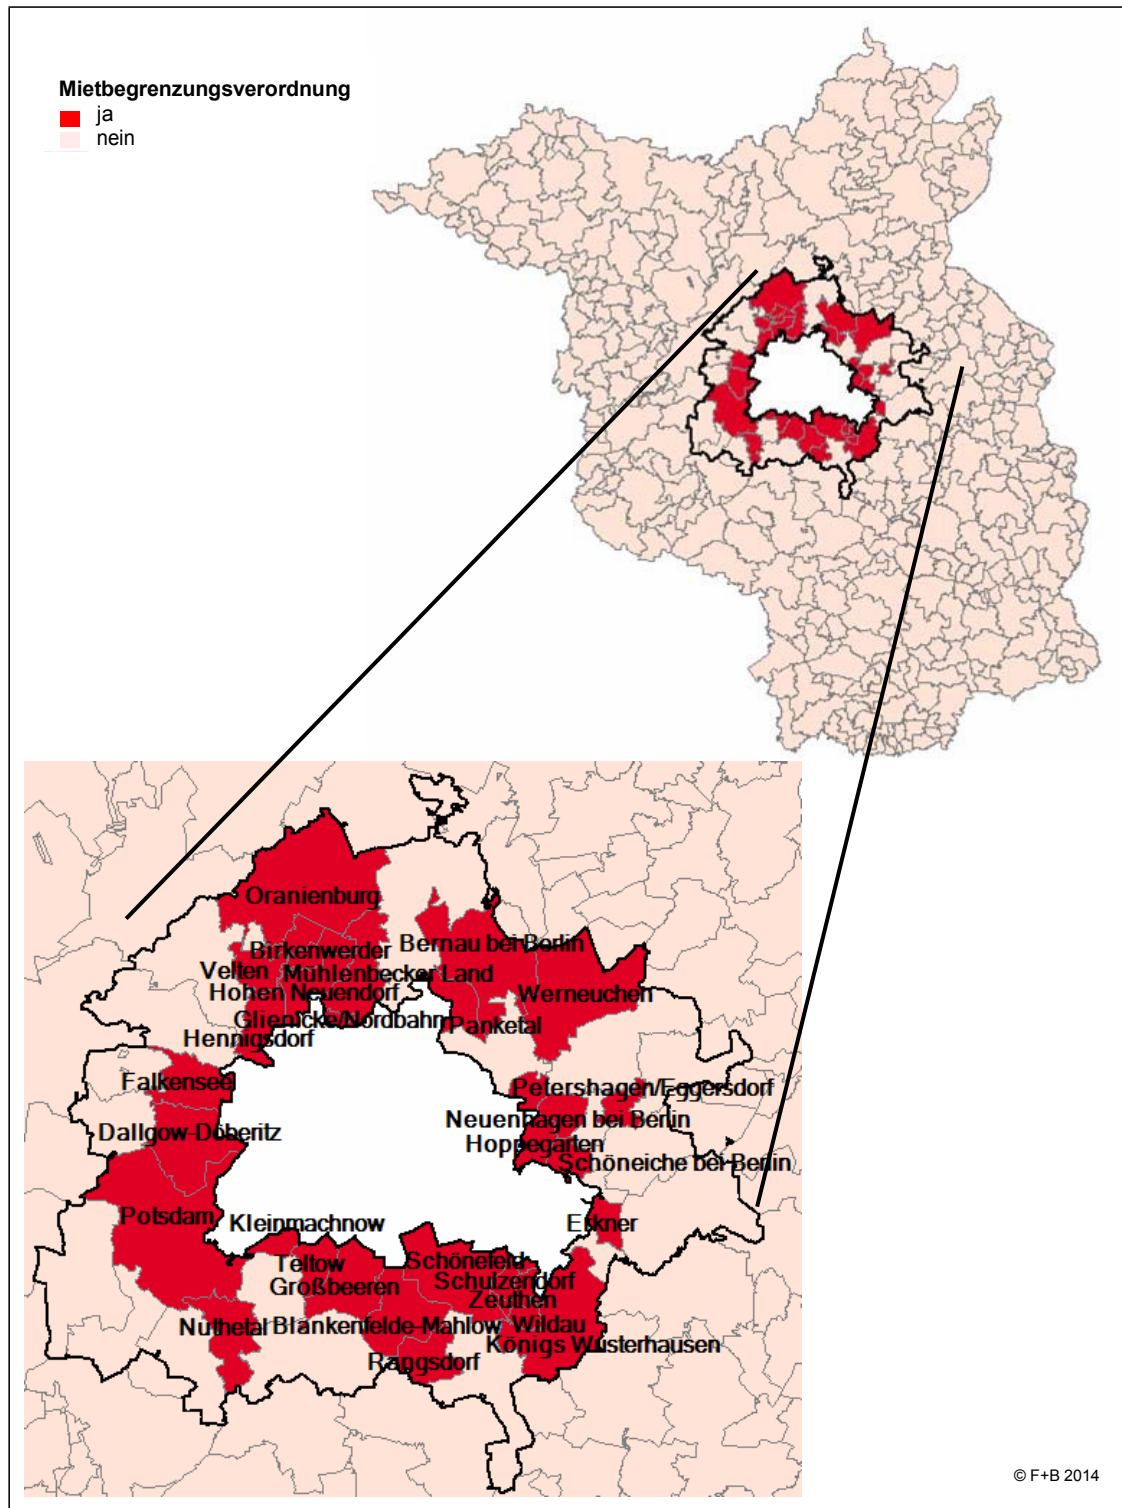 Mietbegrenzungsverordnung
ja
nein
Oranienburg
Birkenwerder
Bernau bei Berlin
Velten
Mühlenbecker Land
Hohen Neuendorf
Werneuchen
Glienicke/Nordbahn
Panketal
Hennigsdorf
Falkensee
Petershagen/Eggersdorf
Neuenhagen bei Berlin
Dallgow-Döberitz
Hoppegarten
Schöneiche bei Berlin
Potsdam
Kleinmachnow
Erkner
Teltow
Schönefeld
Großbeeren
Schulzendorf
Zeuthen
Nuthetal
Blankenfelde-Mahlow
Wildau
Königs Wusterhausen
Rangsdorf
© F+B 2014